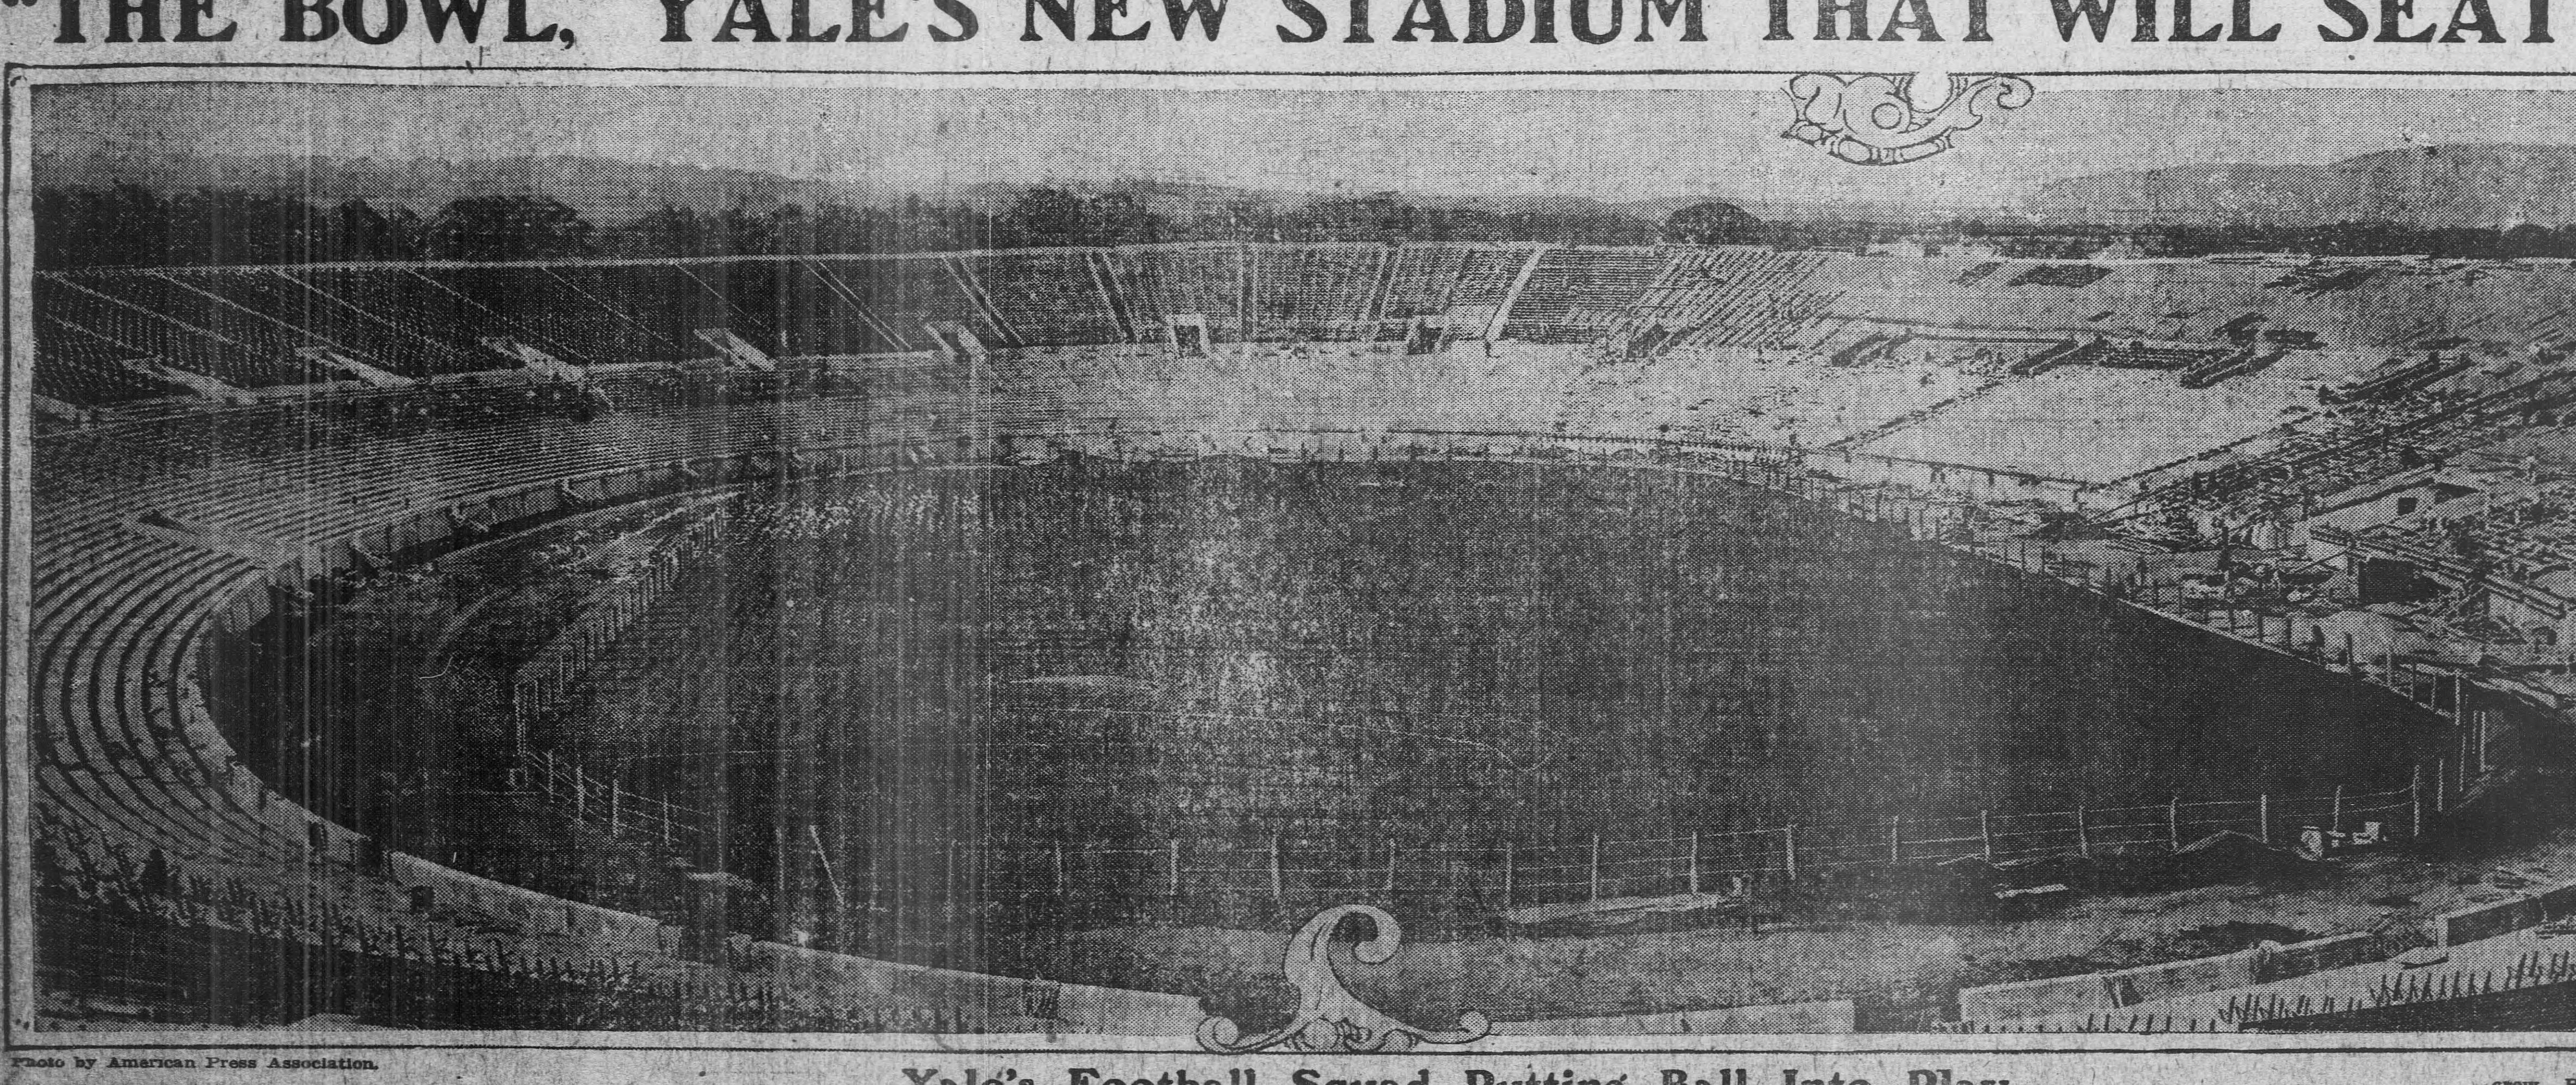 "THE BOWL," YALE'S NEW STADIUM THAT WILL SEAT
Photo by American Press Association.
Yale's Football Squad Putting Ball Into Play